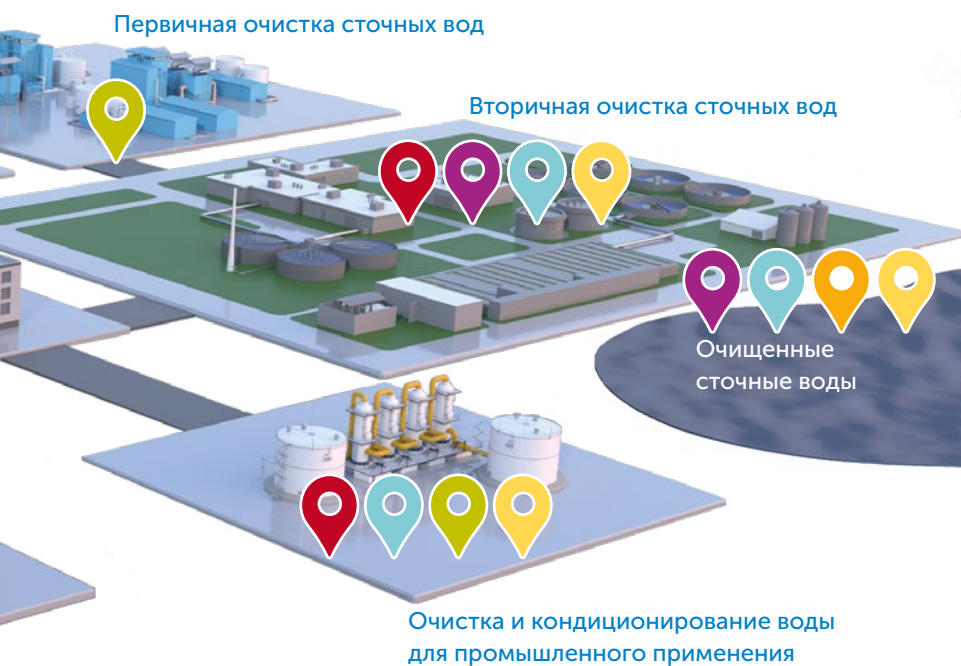 Первичная очистка сточных вод
Вторичная очистка сточных вод
Очищенные
сточные воды
Очистка и кондиционирование воды
для промышленного применения